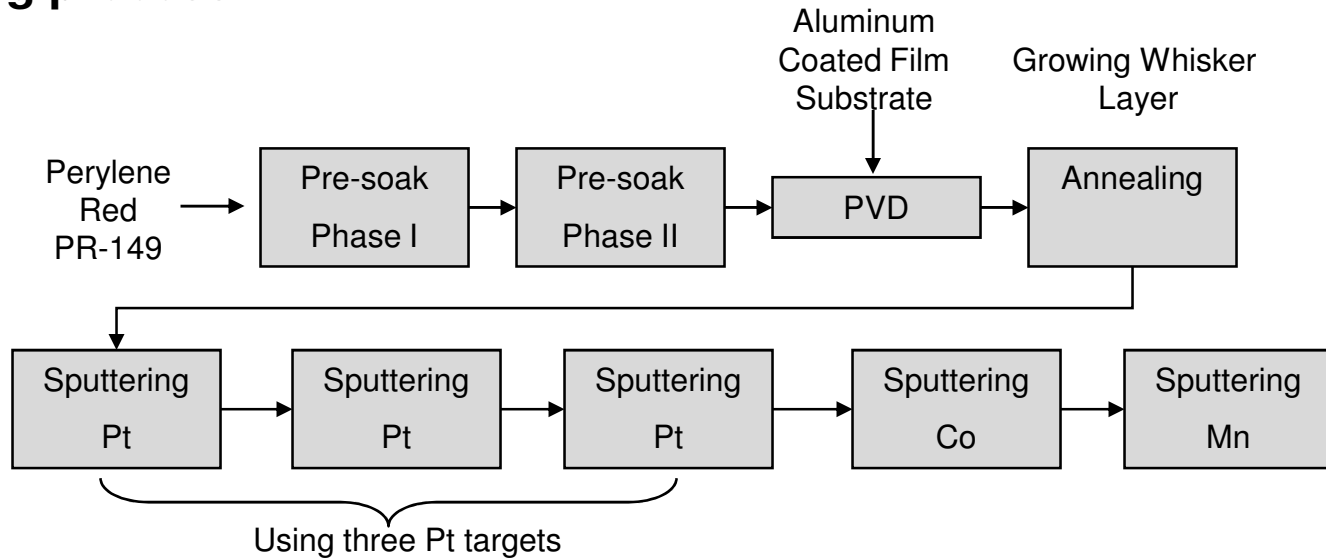 Perylene
Red
PR-149
Pre-soak
Phase I
Pre-soak
Phase II
Aluminum
Coated Film
Substrate
PVD
Growing Whisker
Layer
Annealing
Sputtering
Pt
Sputtering
Pt
Sputtering
Pt
Sputtering
Co
Sputtering
Mn
Using three Pt targets